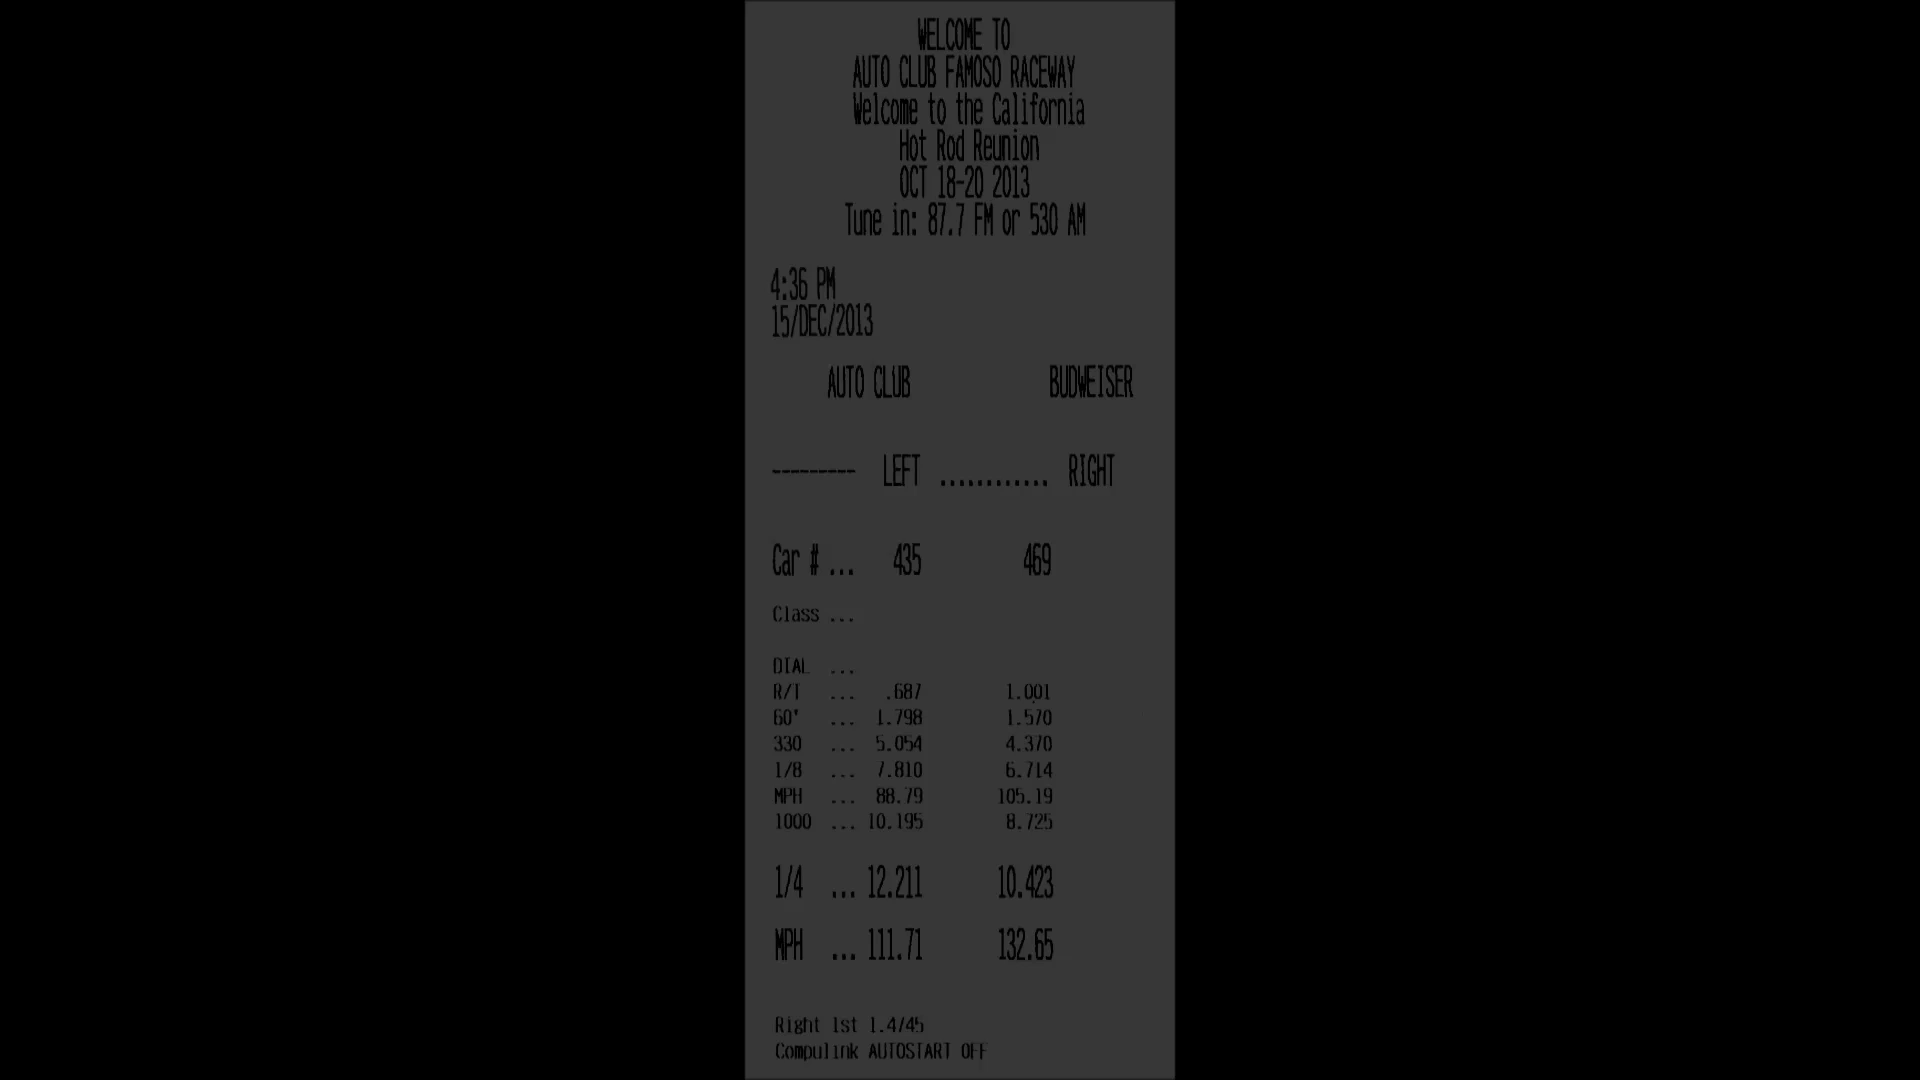 WELCOME TO
AUTO CLUB FAMOSO RACEWAY
Welcome to the California
Hot Rod Reunion
OCT 18-20 2013
Tune in: 87.7 FM or 530 AM
4:36 PM
15/DEC/2013
AUTO CLUB BUDWEISER
--------- LEFT ............ RIGHT
Car # ... 435 469
Class ...
DIAL ...
R/T ... .687 1.001
60' ... 1.798 1.570
330 ... 5.054 4.370
1/8 ... 7.810 6.714
MPH ... 88.79 105.19
1000 ... 10.195 8.725
1/4 ... 12.211 10.423
MPH ... 111.71 132.65
Right 1st 1.4745
Compulink AUTOSTART OFF